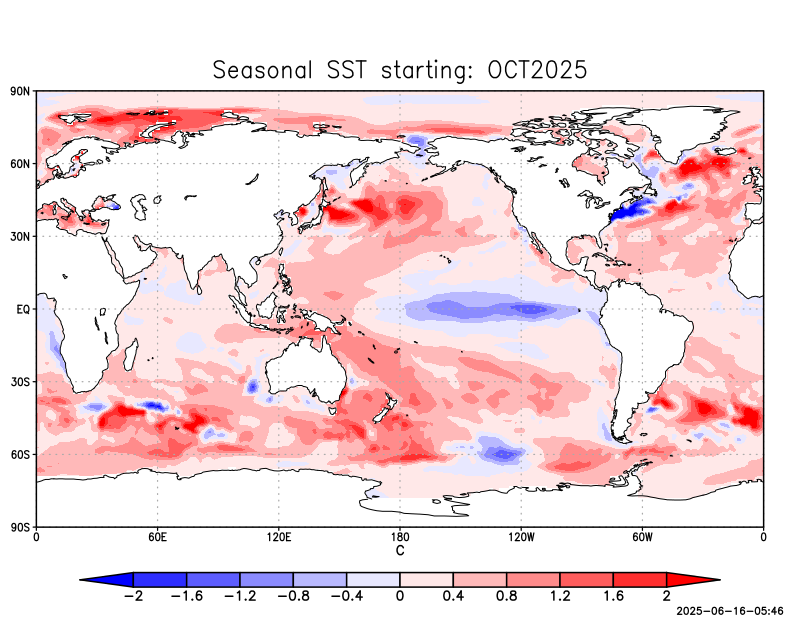 Seasonal SST starting: OCT2025
90N
60N
30N
EQ
30S
60S
90S
0 60E 120E 180 120W 60W 0
C
-2 -1.6 -1.2 -0.8 -0.4 0 0.4 0.8 1.2 1.6 2
2025-06-16-05:46